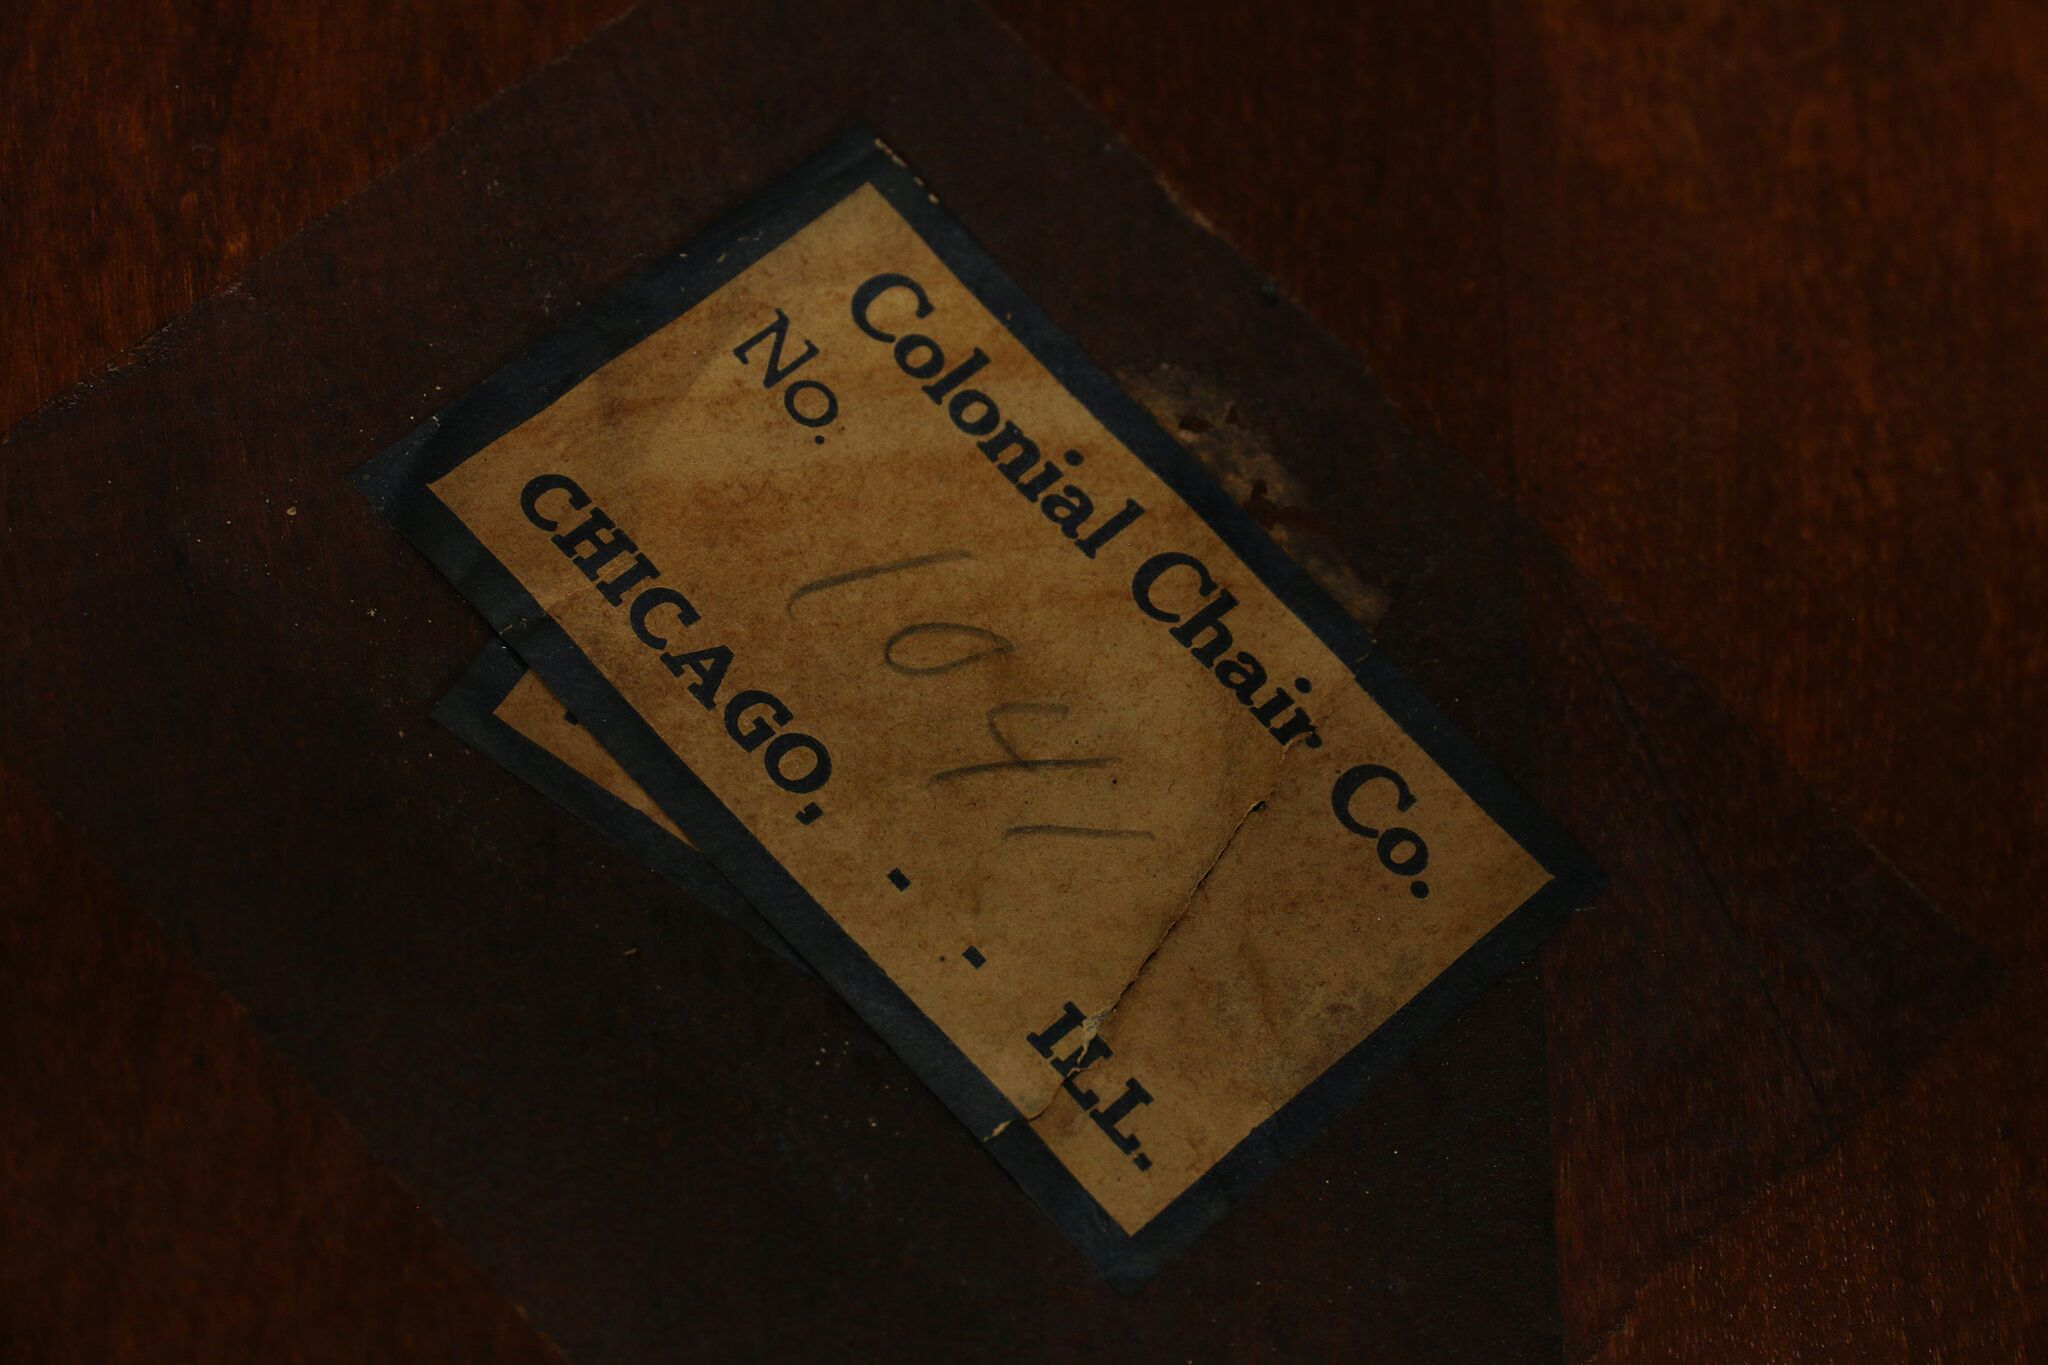 Colonial Chair Co.
No. 1041
CHICAGO, - - ILL.